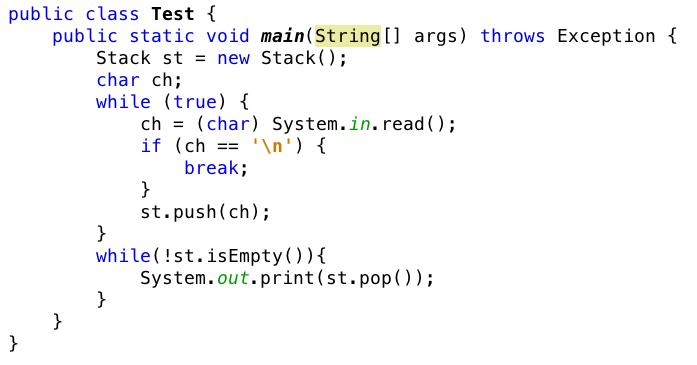 public class Test {
    public static void main(String[] args) throws Exception {
        Stack st = new Stack();
        char ch;
        while (true) {
            ch = (char) System.in.read();
            if (ch == '\n') {
                break;
            }
            st.push(ch);
        }
        while(!st.isEmpty()){
            System.out.print(st.pop());
        }
    }
}